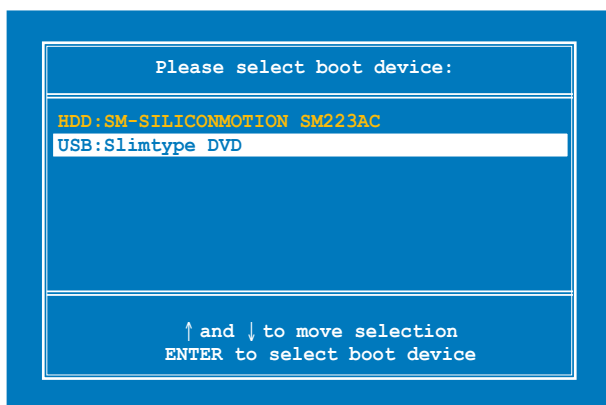 Please select boot device:
HDD:SM-SILICONMOTION SM223AC
USB:Slimtype DVD
↑ and ↓ to move selection
ENTER to select boot device